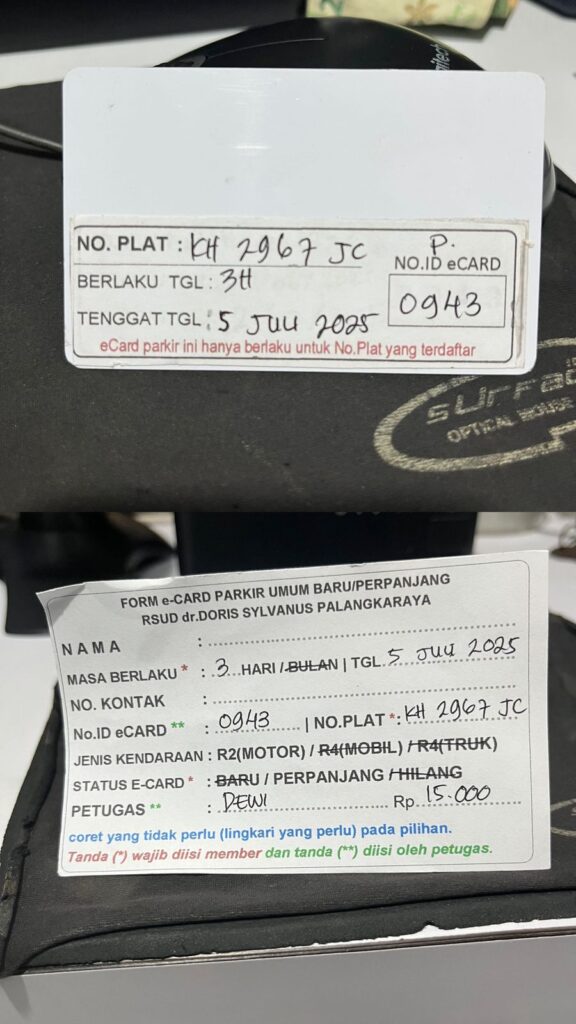 NO. PLAT : KH 2967 JC
P.
NO.ID eCARD
BERLAKU TGL : 3H
0943
TENGGAT TGL : 5 JULI 2025
eCard parkir ini hanya berlaku untuk No.Plat yang terdaftar
OPTICAL HOUSE
FORM e-CARD PARKIR UMUM BARU/PERPANJANG
RSUD dr.DORIS SYLVANUS PALANGKARAYA
NAMA :
MASA BERLAKU * : 3 HARI / BULAN | TGL 5 JULI 2025
NO. KONTAK :
No.ID eCARD ** : 0943 | NO.PLAT * : KH 2967 JC
JENIS KENDARAAN : R2(MOTOR) / R4(MOBIL) / R4(TRUK)
STATUS E-CARD * : BARU / PERPANJANG / HILANG
PETUGAS ** : DEWI Rp. 15.000
coret yang tidak perlu (lingkari yang perlu) pada pilihan.
Tanda (*) wajib diisi member dan tanda (**) diisi oleh petugas.